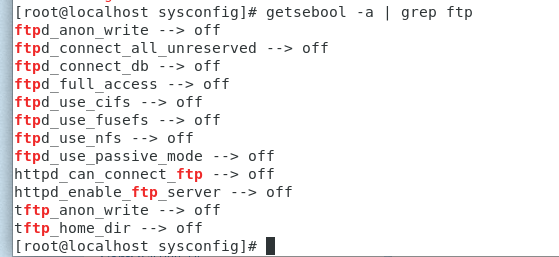 [root@localhost sysconfig]# getsebool -a | grep ftp
ftpd_anon_write --> off
ftpd_connect_all_unreserved --> off
ftpd_connect_db --> off
ftpd_full_access --> off
ftpd_use_cifs --> off
ftpd_use_fusefs --> off
ftpd_use_nfs --> off
ftpd_use_passive_mode --> off
httpd_can_connect_ftp --> off
httpd_enable_ftp_server --> off
tftp_anon_write --> off
tftp_home_dir --> off
[root@localhost sysconfig]#